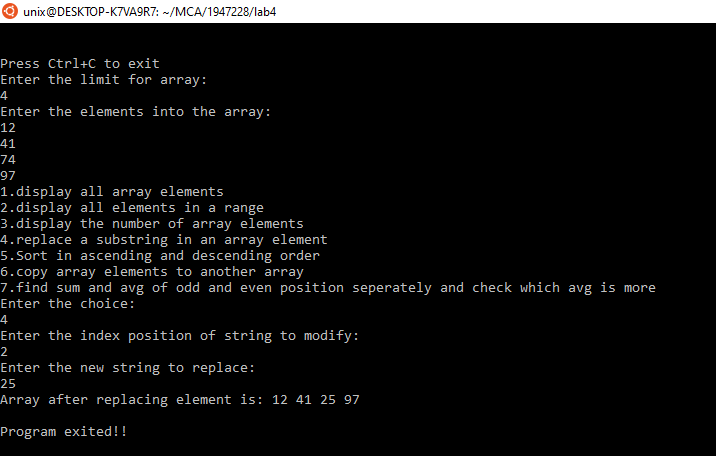 unix@DESKTOP-K7VA9R7: ~/MCA/1947228/lab4
Press Ctrl+C to exit
Enter the limit for array:
4
Enter the elements into the array:
12
41
74
97
1.display all array elements
2.display all elements in a range
3.display the number of array elements
4.replace a substring in an array element
5.Sort in ascending and descending order
6.copy array elements to another array
7.find sum and avg of odd and even position seperately and check which avg is more
Enter the choice:
4
Enter the index position of string to modify:
2
Enter the new string to replace:
25
Array after replacing element is: 12 41 25 97
Program exited!!